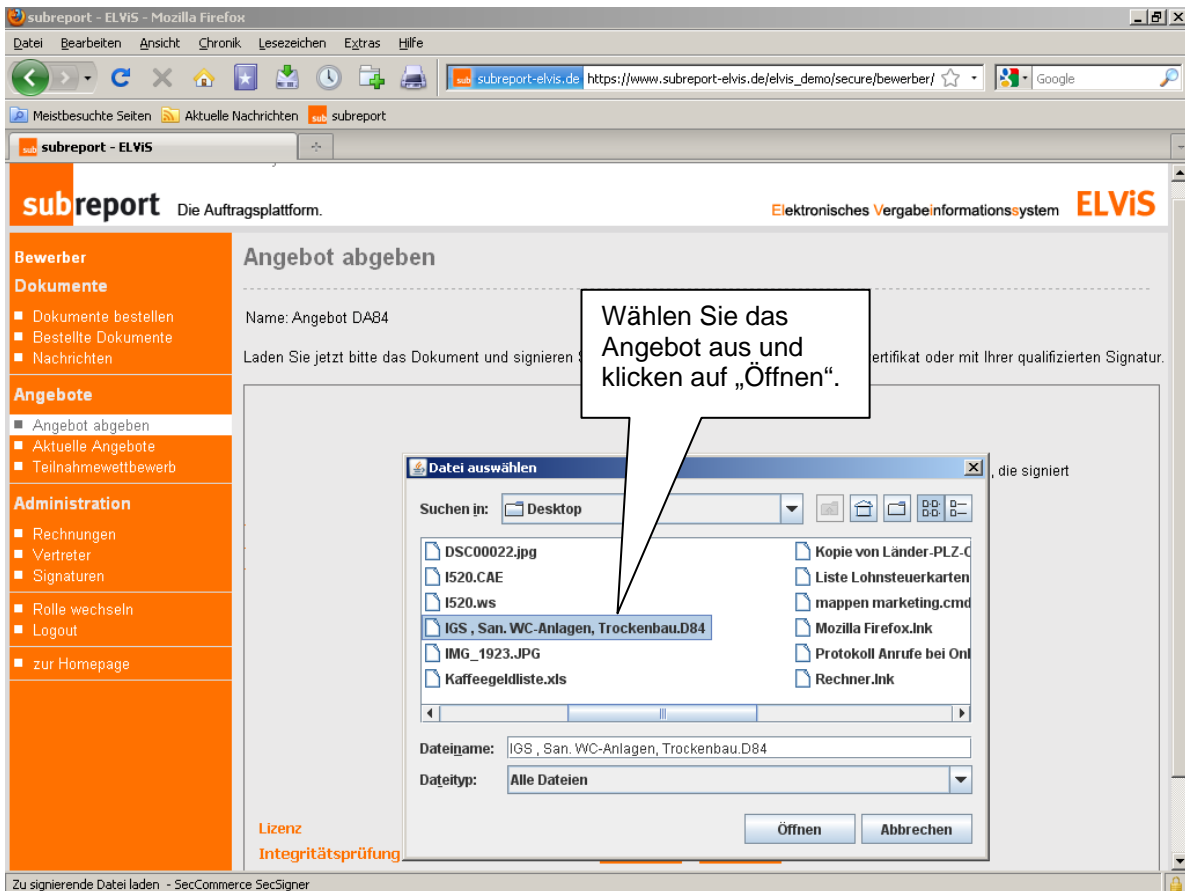 subreport - ELViS - Mozilla Firefox
Datei Bearbeiten Ansicht Chronik Lesezeichen Extras Hilfe
sub subreport-elvis.de https://www.subreport-elvis.de/elvis_demo/secure/bewerber/ Google
Meistbesuchte Seiten Aktuelle Nachrichten sub subreport
sub subreport - ELViS
subreport Die Auftragsplattform. Elektronisches Vergabeinformationssystem ELViS
Bewerber
Dokumente
Dokumente bestellen
Bestellte Dokumente
Nachrichten
Angebote
Angebot abgeben
Aktuelle Angebote
Teilnahmewettbewerb
Administration
Rechnungen
Vertreter
Signaturen
Rolle wechseln
Logout
zur Homepage
Angebot abgeben
Name: Angebot DA84
Laden Sie jetzt bitte das Dokument und signieren ertifikat oder mit Ihrer qualifizierten Signatur.
Wählen Sie das
Angebot aus und
klicken auf „Öffnen“.
, die signiert
Datei auswählen
Suchen in: Desktop
DSC00022.jpg
I520.CAE
I520.ws
IGS , San. WC-Anlagen, Trockenbau.D84
IMG_1923.JPG
Kaffeegeldliste.xls
Kopie von Länder-PLZ-
Liste Lohnsteuerkarten
mappen marketing.cmd
Mozilla Firefox.lnk
Protokoll Anrufe bei Onl
Rechner.lnk
Dateiname: IGS , San. WC-Anlagen, Trockenbau.D84
Dateityp: Alle Dateien
Öffnen Abbrechen
Lizenz
Integritätsprüfung
Zu signierende Datei laden - SecCommerce SecSigner